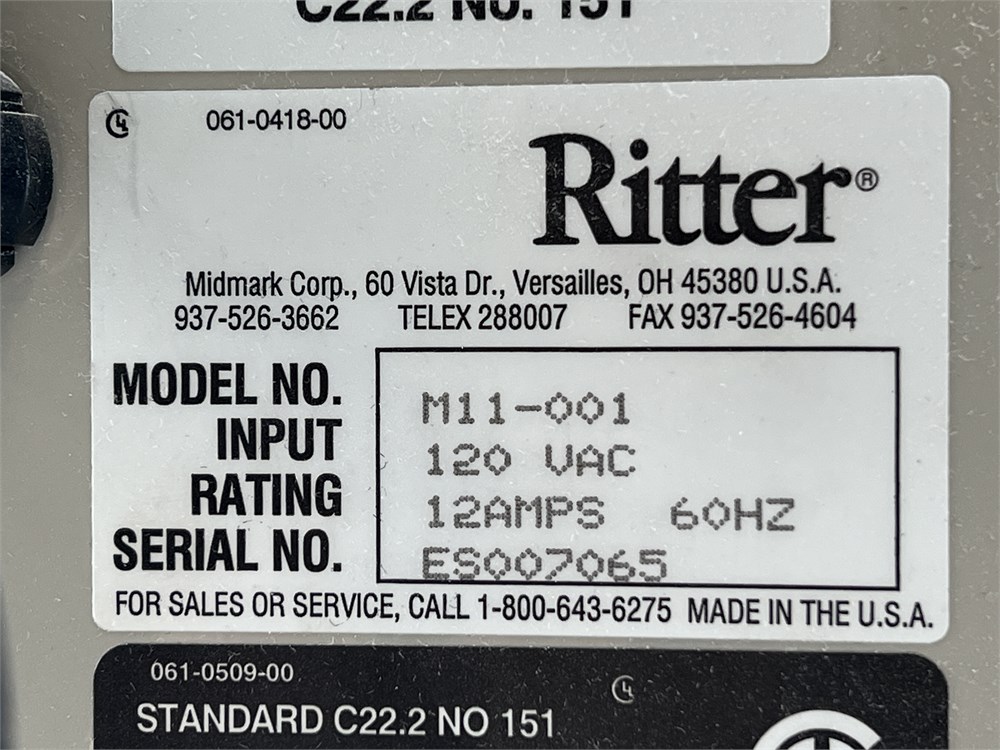 C22.2 NO. 151
061-0418-00
Ritter®
Midmark Corp., 60 Vista Dr., Versailles, OH 45380 U.S.A.
937-526-3662 TELEX 288007 FAX 937-526-4604
MODEL NO. M11-001
INPUT 120 VAC
RATING 12AMPS 60HZ
SERIAL NO. ES007065
FOR SALES OR SERVICE, CALL 1-800-643-6275 MADE IN THE U.S.A.
061-0509-00
STANDARD C22.2 NO 151